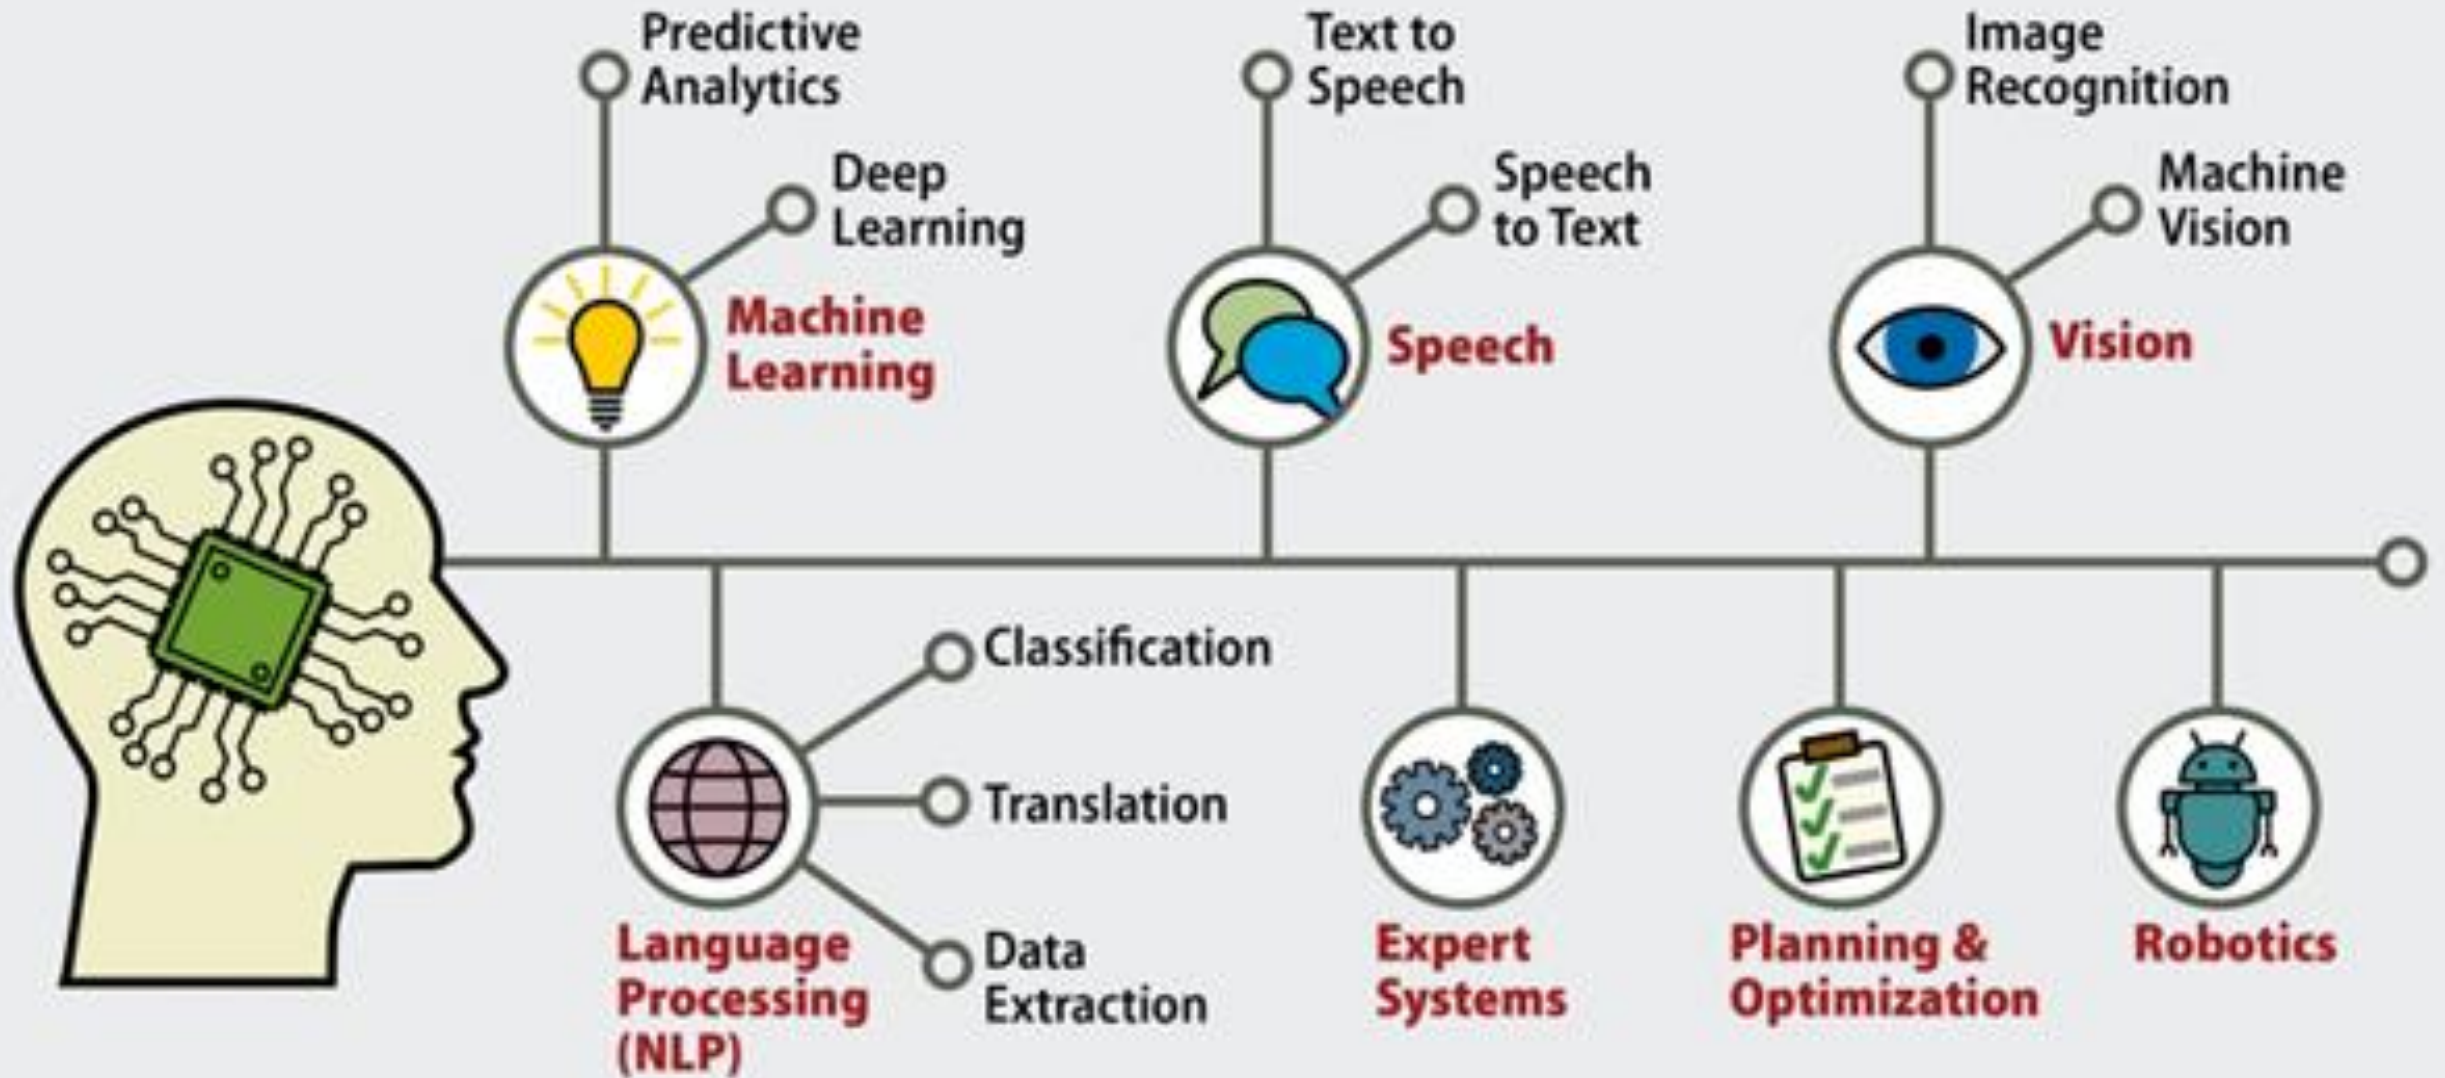 Predictive
Analytics
Deep
Learning
Machine
Learning
Text to
Speech
Speech
to Text
Speech
Image
Recognition
Machine
Vision
Vision
Classification
Translation
Data
Extraction
Language
Processing
(NLP)
Expert
Systems
Planning &
Optimization
Robotics